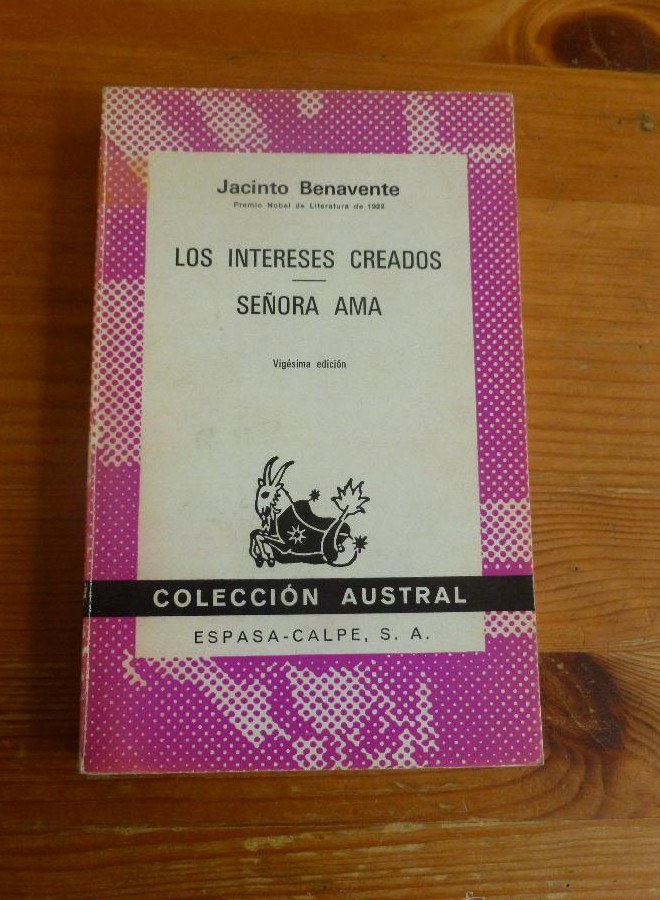 Jacinto Benavente
Premio Nobel de Literatura de 1922
LOS INTERESES CREADOS
SEÑORA AMA
Vigésima edición
COLECCIÓN AUSTRAL
ESPASA-CALPE, S. A.